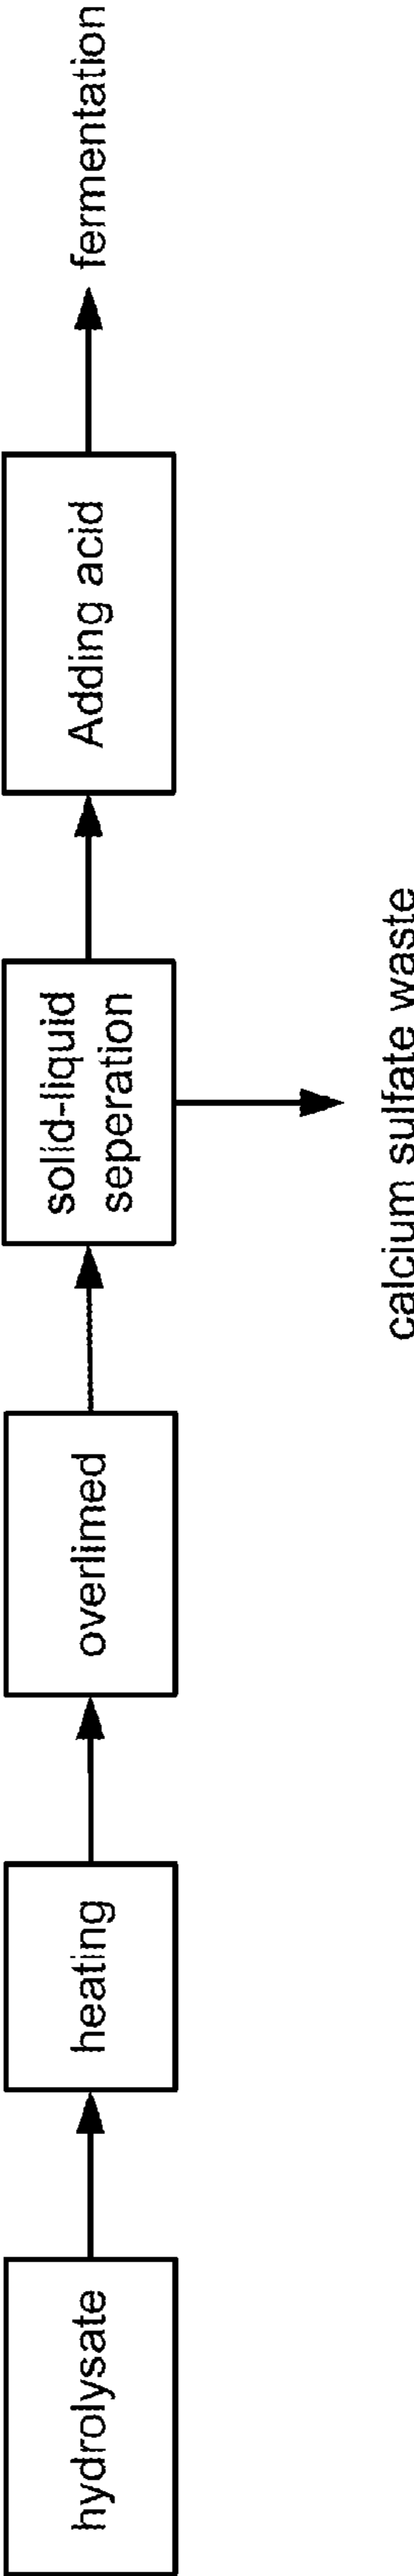 hydrolysate
heating
overlimed
solid-liquid
seperation
calcium sulfate waste
Adding acid
fermentation